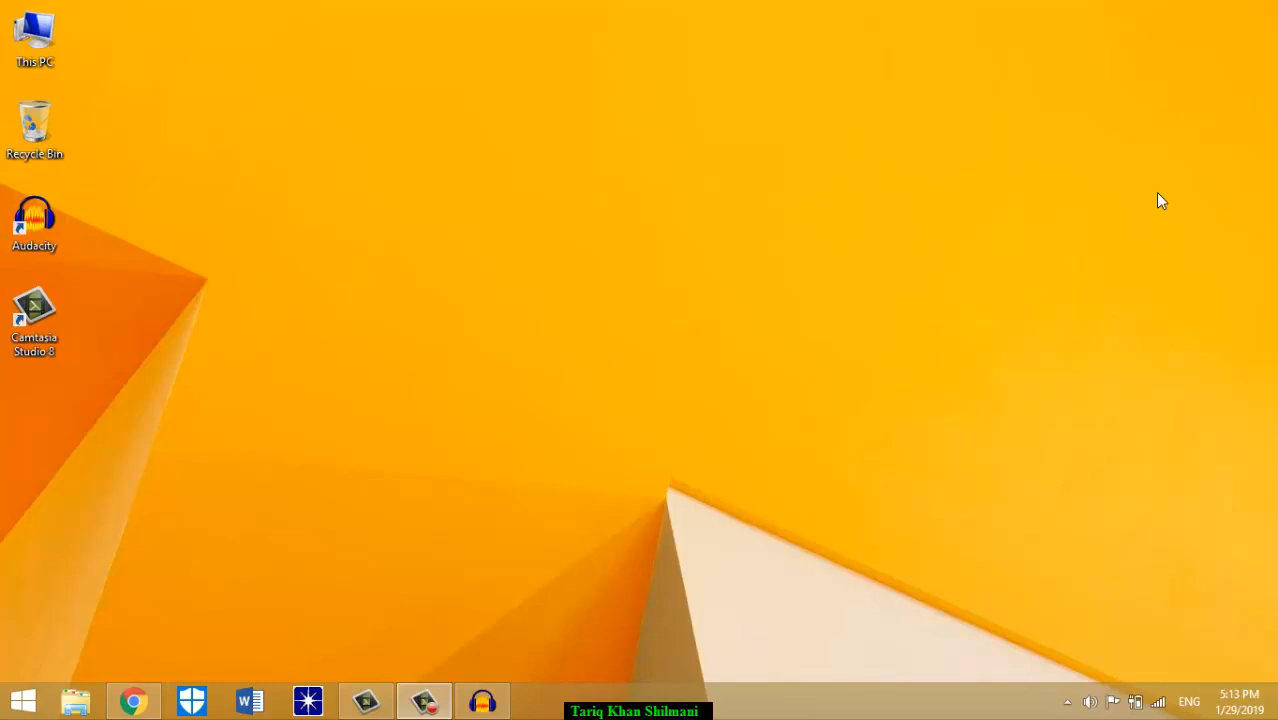 This PC
Recycle Bin
Audacity
Camtasia
Studio 8
Tariq Khan Shilmani
ENG
5:13 PM
1/29/2019